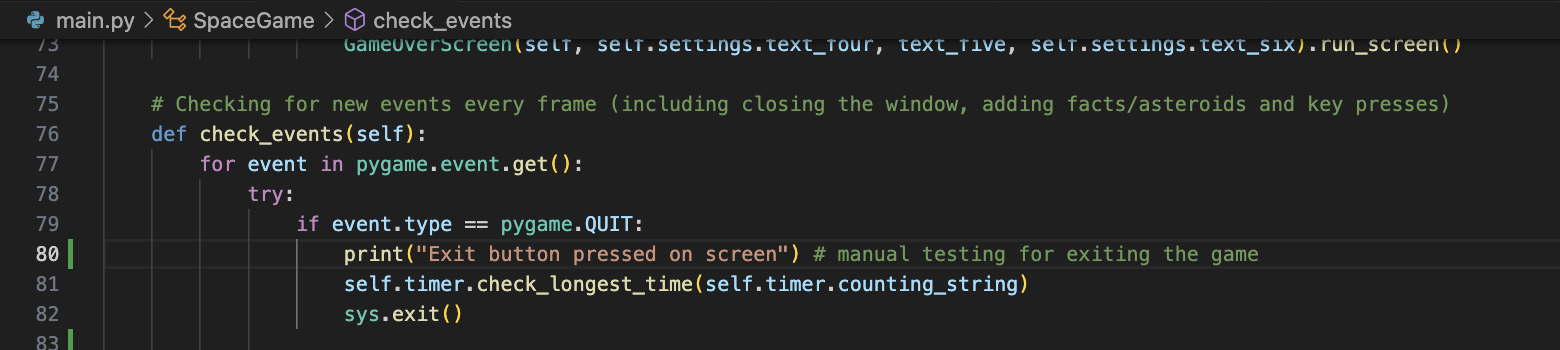 main.py > SpaceGame > check_events
73 GameOverScreen(self, self.settings.text_four, text_five, self.settings.text_six).run_screen()
74
75 # Checking for new events every frame (including closing the window, adding facts/asteroids and key presses)
76 def check_events(self):
77 for event in pygame.event.get():
78 try:
79 if event.type == pygame.QUIT:
80 print("Exit button pressed on screen") # manual testing for exiting the game
81 self.timer.check_longest_time(self.timer.counting_string)
82 sys.exit()
83